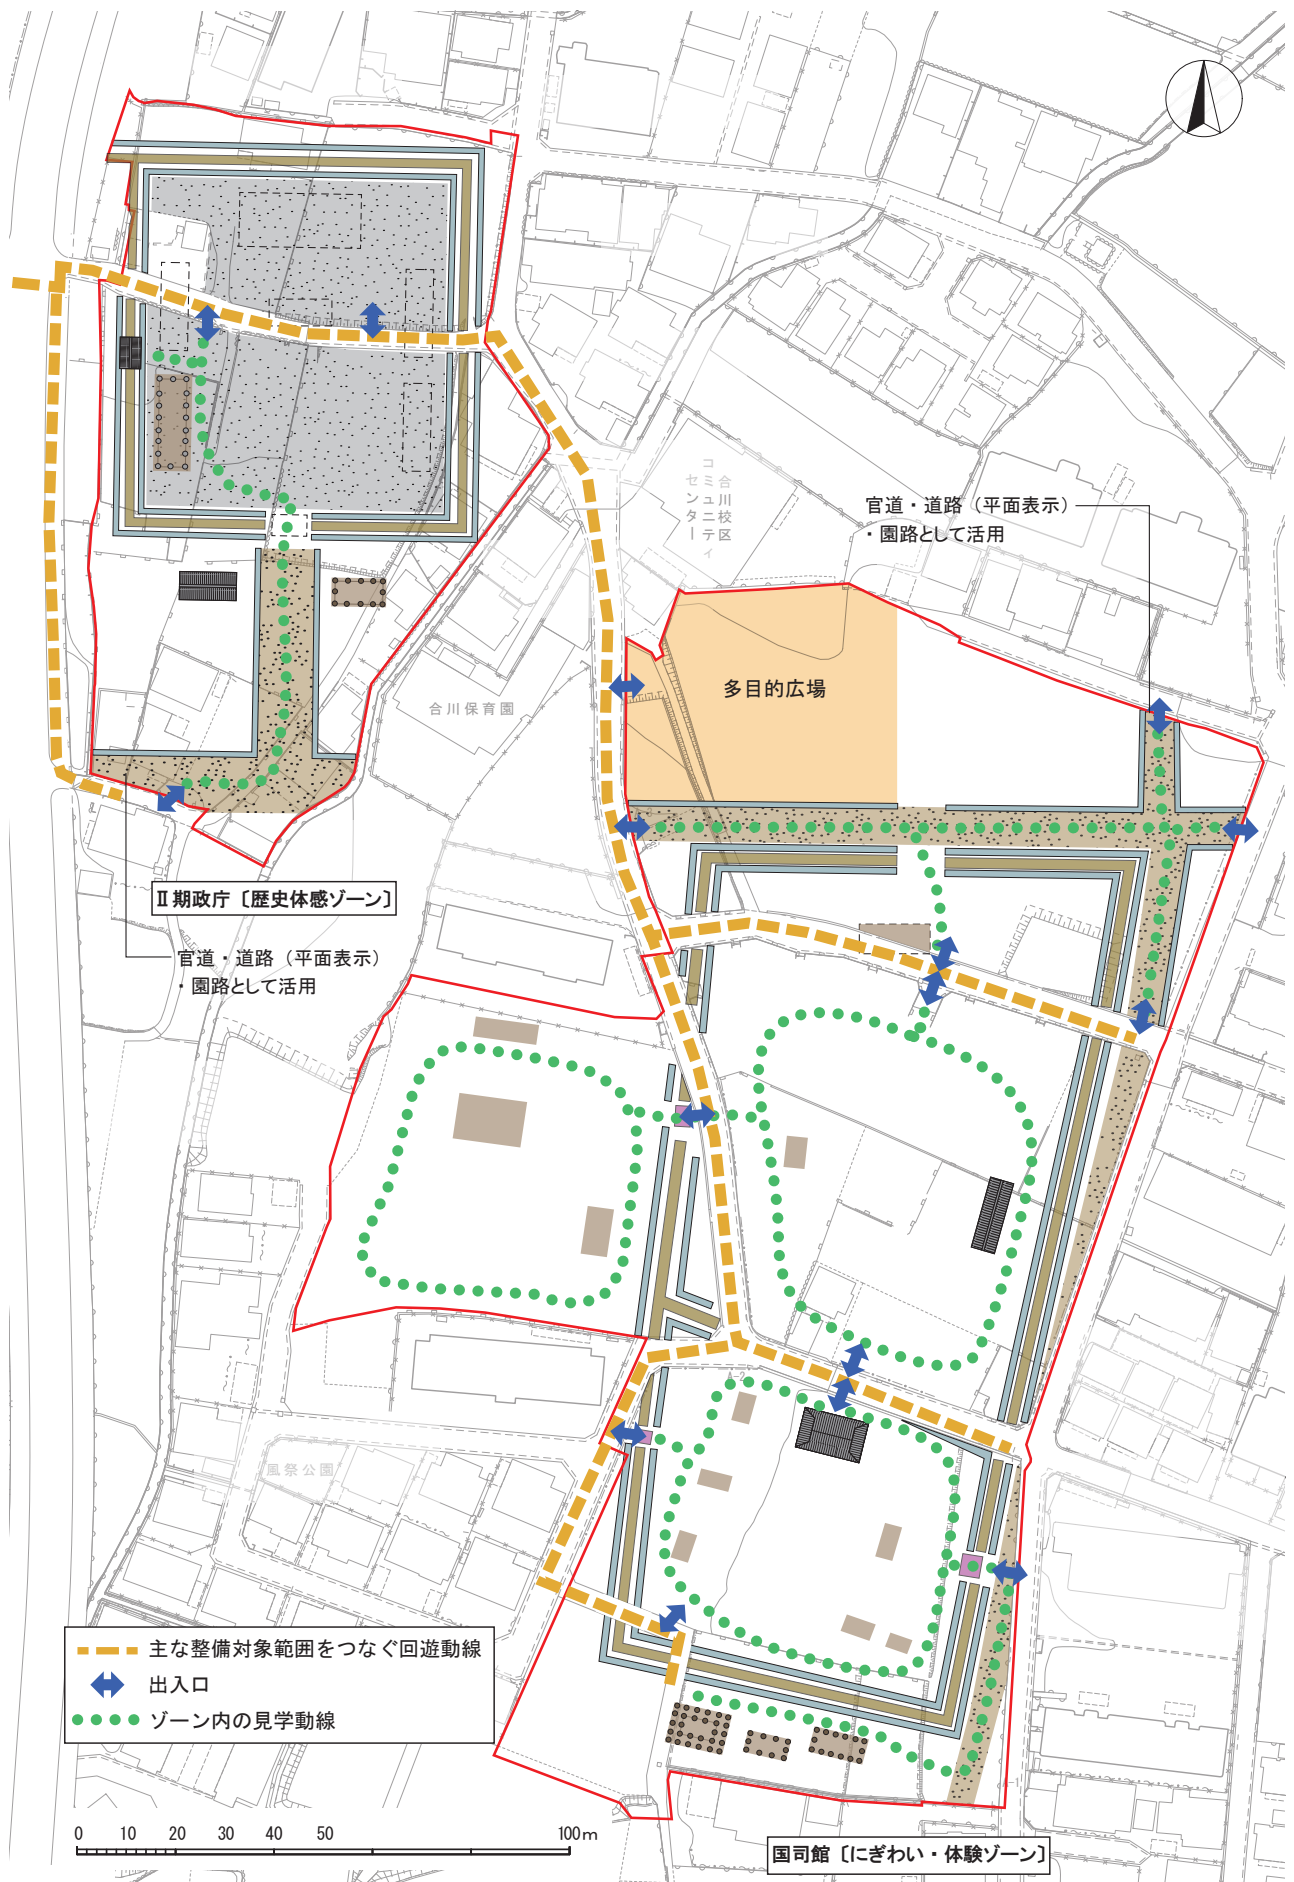 合川校区
コミュニティ
センター
官道・道路（平面表示）
・園路として活用
多目的広場
合川保育園
Ⅱ期政庁〔歴史体感ゾーン〕
官道・道路（平面表示）
・園路として活用
A-2
風祭公園
主な整備対象範囲をつなぐ回遊動線
出入口
ゾーン内の見学動線
0 10 20 30 40 50 100m
国司館〔にぎわい・体験ゾーン〕